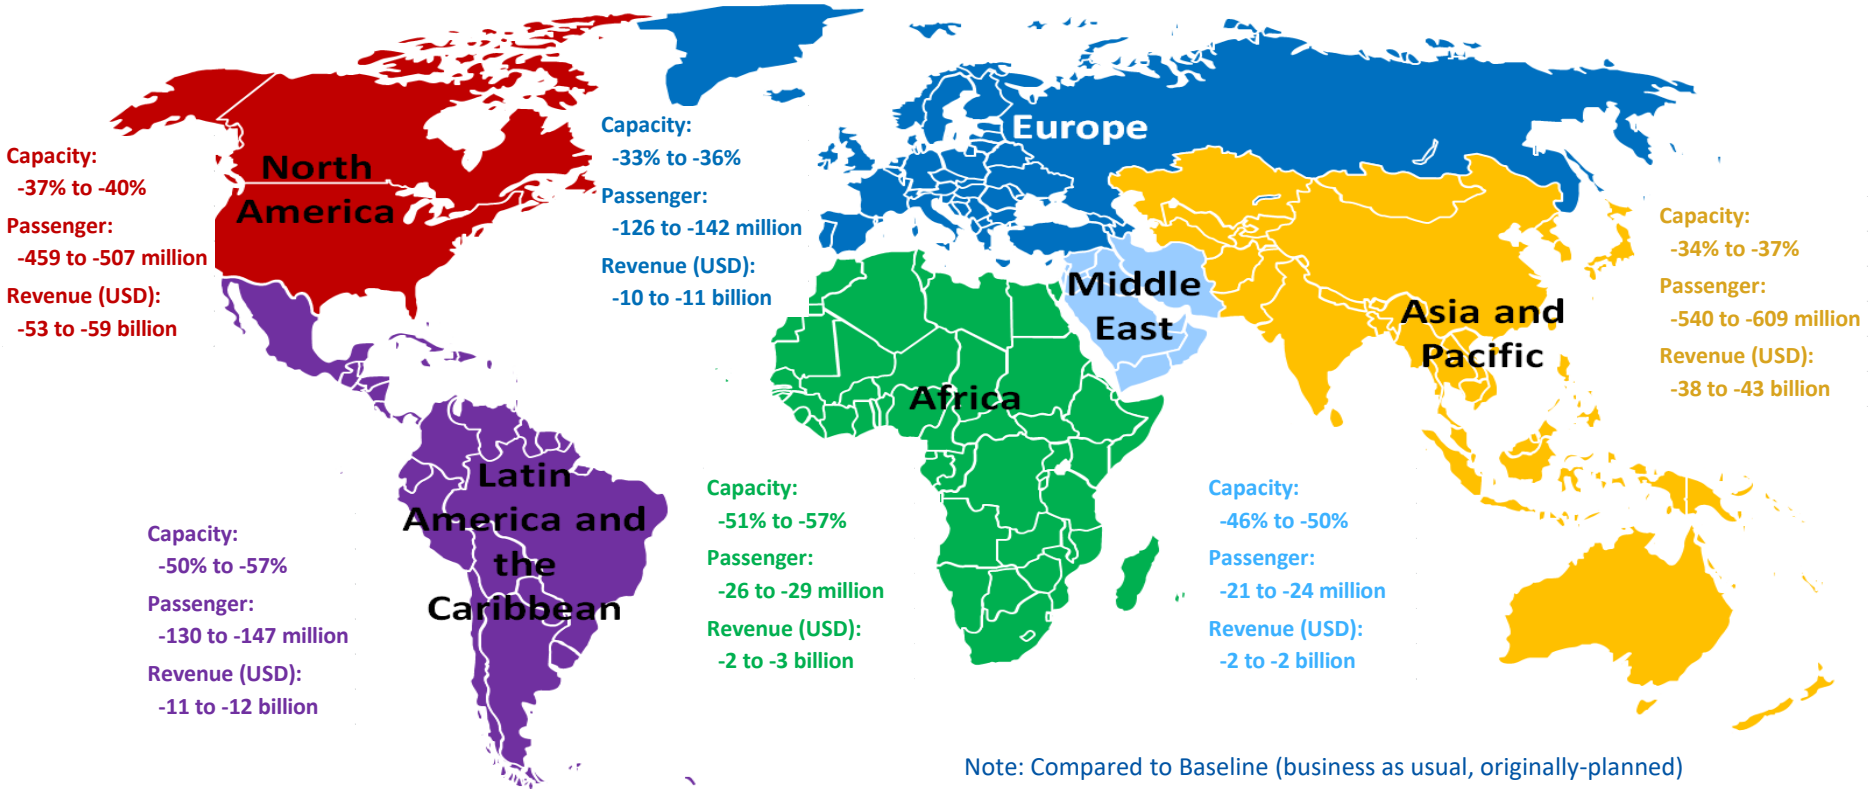 North
America
Capacity:
-37% to -40%
Passenger:
-459 to -507 million
Revenue (USD):
-53 to -59 billion
Europe
Capacity:
-33% to -36%
Passenger:
-126 to -142 million
Revenue (USD):
-10 to -11 billion
Asia and
Pacific
Capacity:
-34% to -37%
Passenger:
-540 to -609 million
Revenue (USD):
-38 to -43 billion
Latin
America and
the
Caribbean
Capacity:
-50% to -57%
Passenger:
-130 to -147 million
Revenue (USD):
-11 to -12 billion
Africa
Capacity:
-51% to -57%
Passenger:
-26 to -29 million
Revenue (USD):
-2 to -3 billion
Middle
East
Capacity:
-46% to -50%
Passenger:
-21 to -24 million
Revenue (USD):
-2 to -2 billion
Note: Compared to Baseline (business as usual, originally-planned)